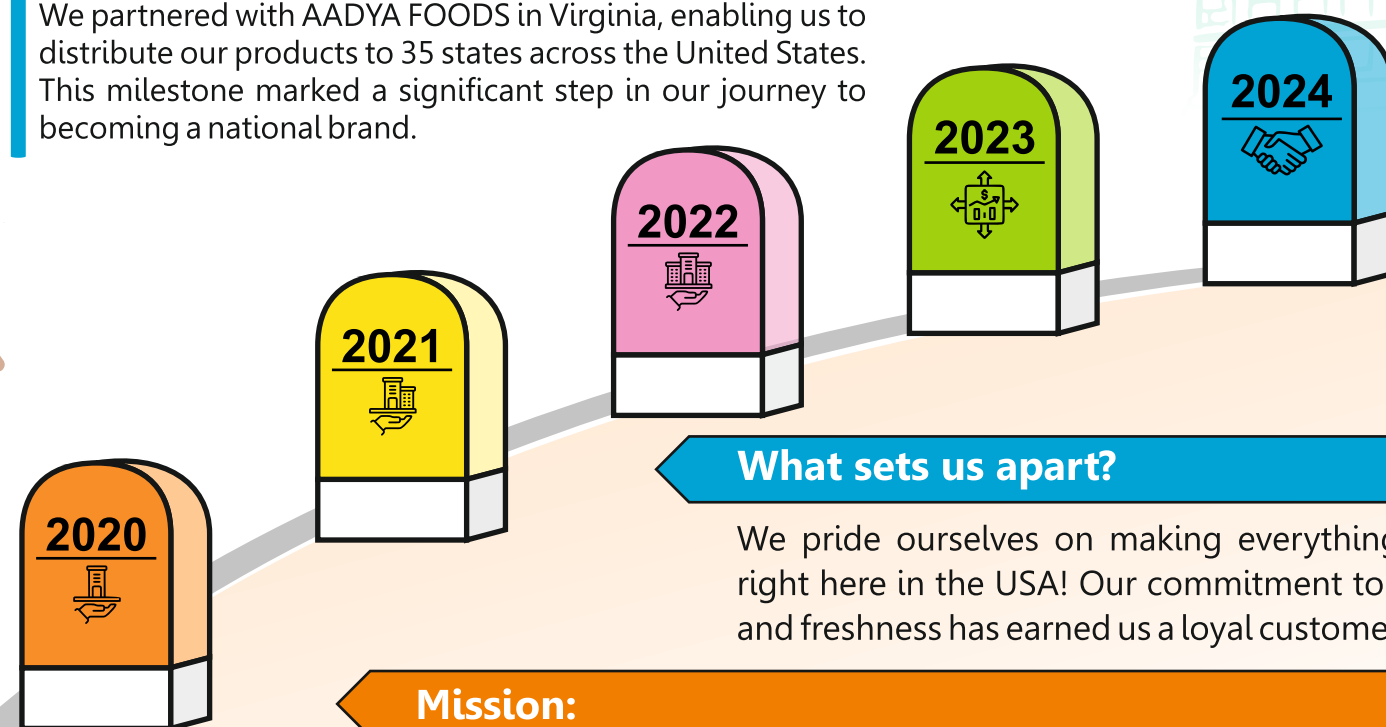 We partnered with AADYA FOODS in Virginia, enabling us to
distribute our products to 35 states across the United States.
This milestone marked a significant step in our journey to
becoming a national brand.
2024
2023
2022
2021
2020
What sets us apart?
We pride ourselves on making everything
right here in the USA! Our commitment to
and freshness has earned us a loyal
Mission: